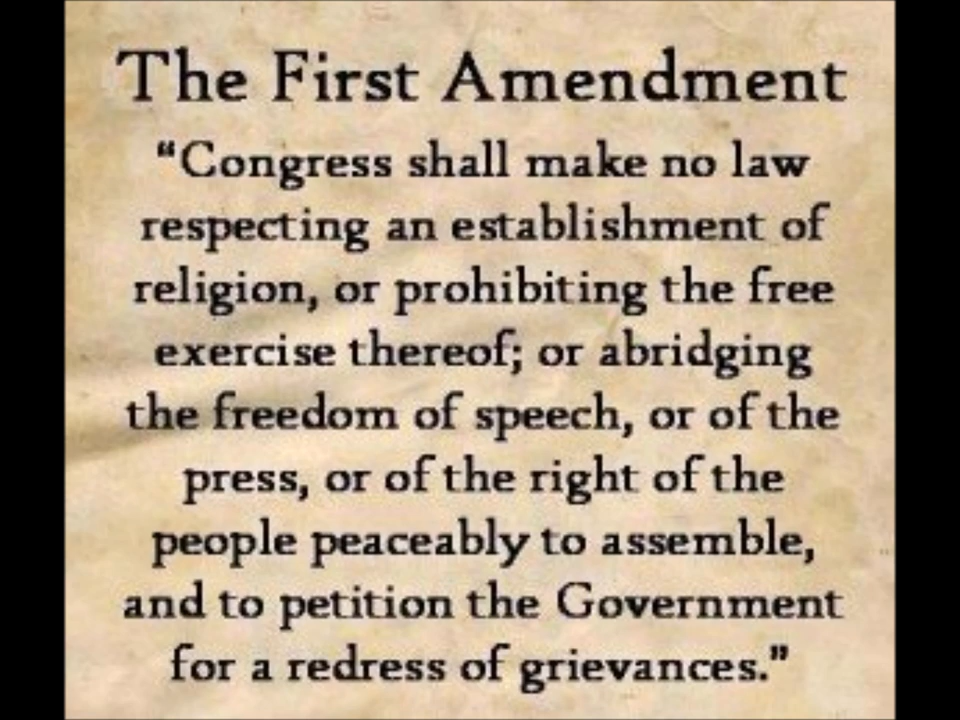 The First Amendment
“Congress shall make no law
respecting an establishment of
religion, or prohibiting the free
exercise thereof; or abridging
the freedom of speech, or of the
press, or of the right of the
people peaceably to assemble,
and to petition the Government
for a redress of grievances.”